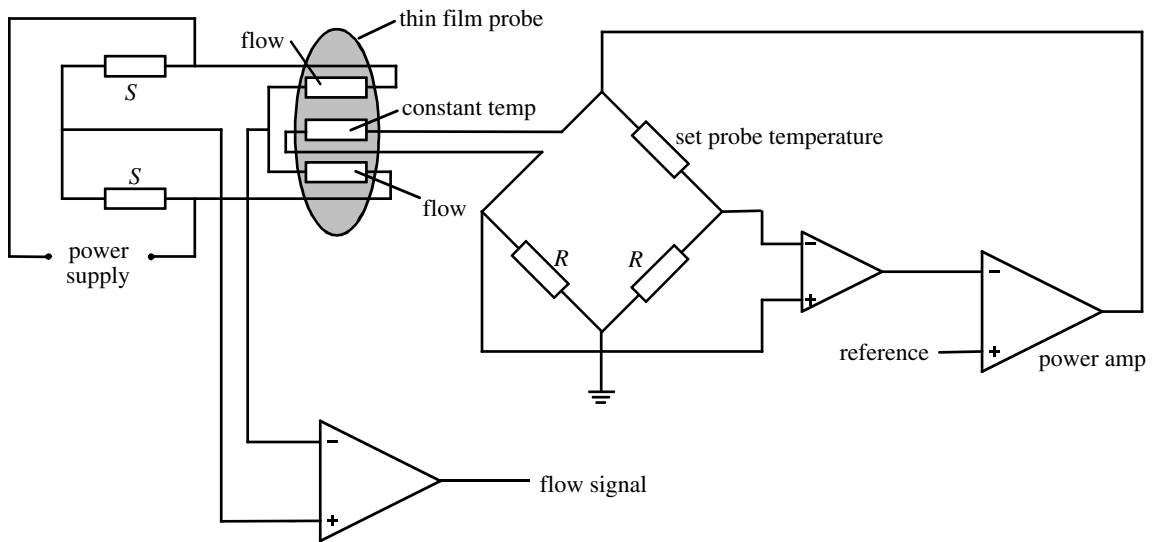 thin film probe
flow
S
constant temp
set probe temperature
S
flow
power
supply
R
R
−
+
−
+
reference
power amp
−
+
flow signal